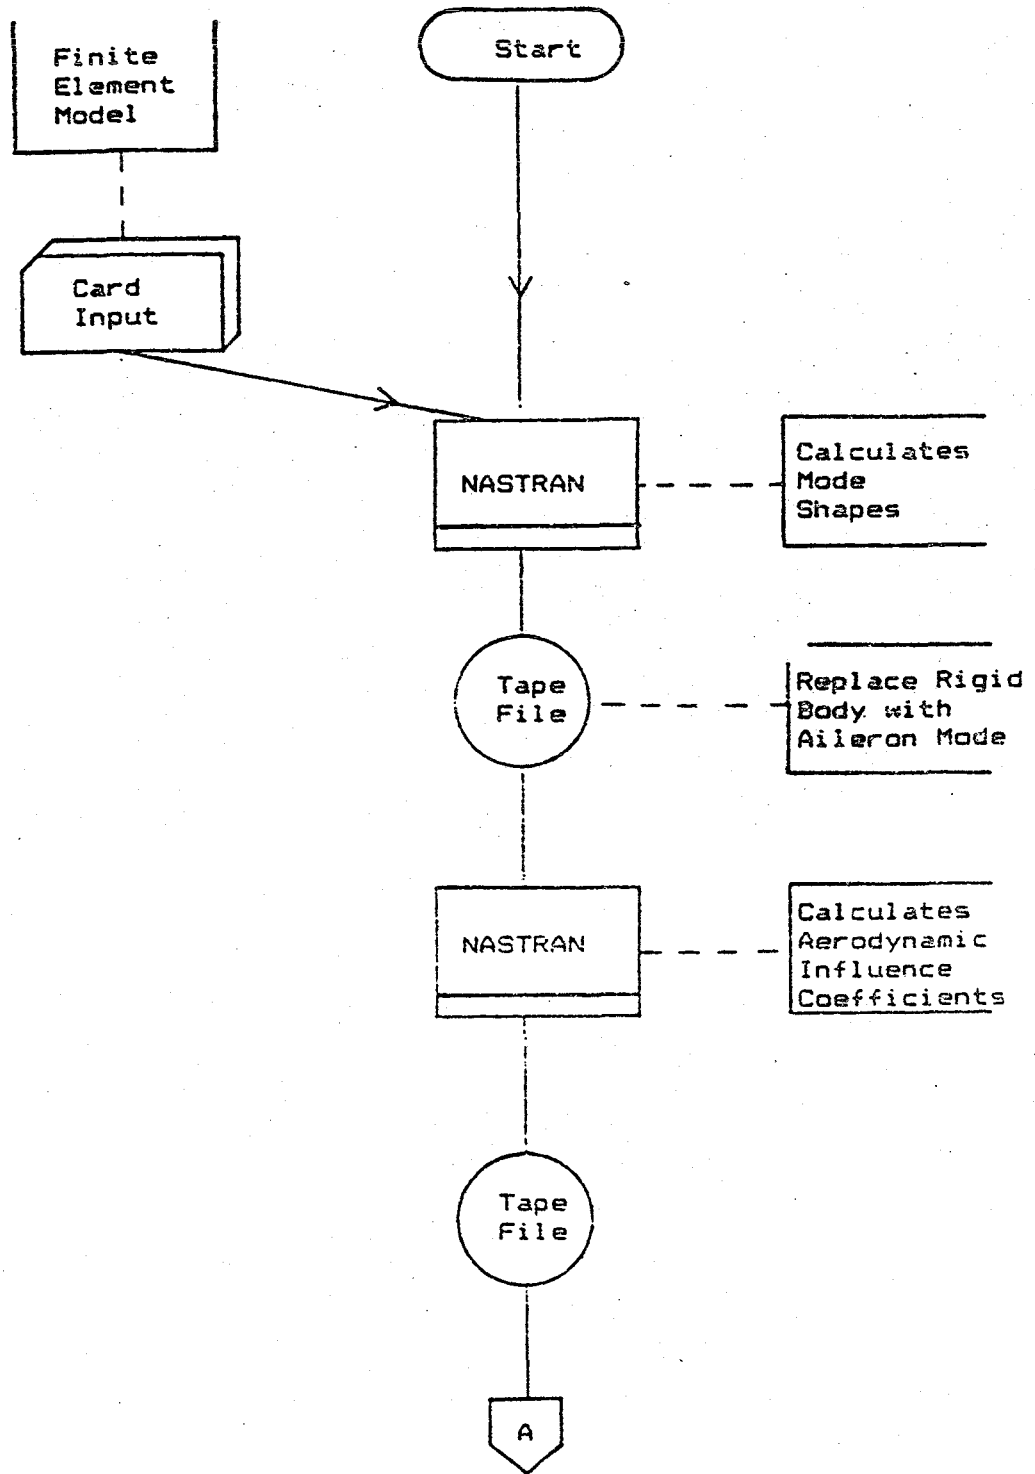 Finite
Element
Model
Start
Card
Input
NASTRAN
Calculates
Mode
Shapes
Tape
File
Replace Rigid
Body with
Aileron Mode
NASTRAN
Calculates
Aerodynamic
Influence
Coefficients
Tape
File
A